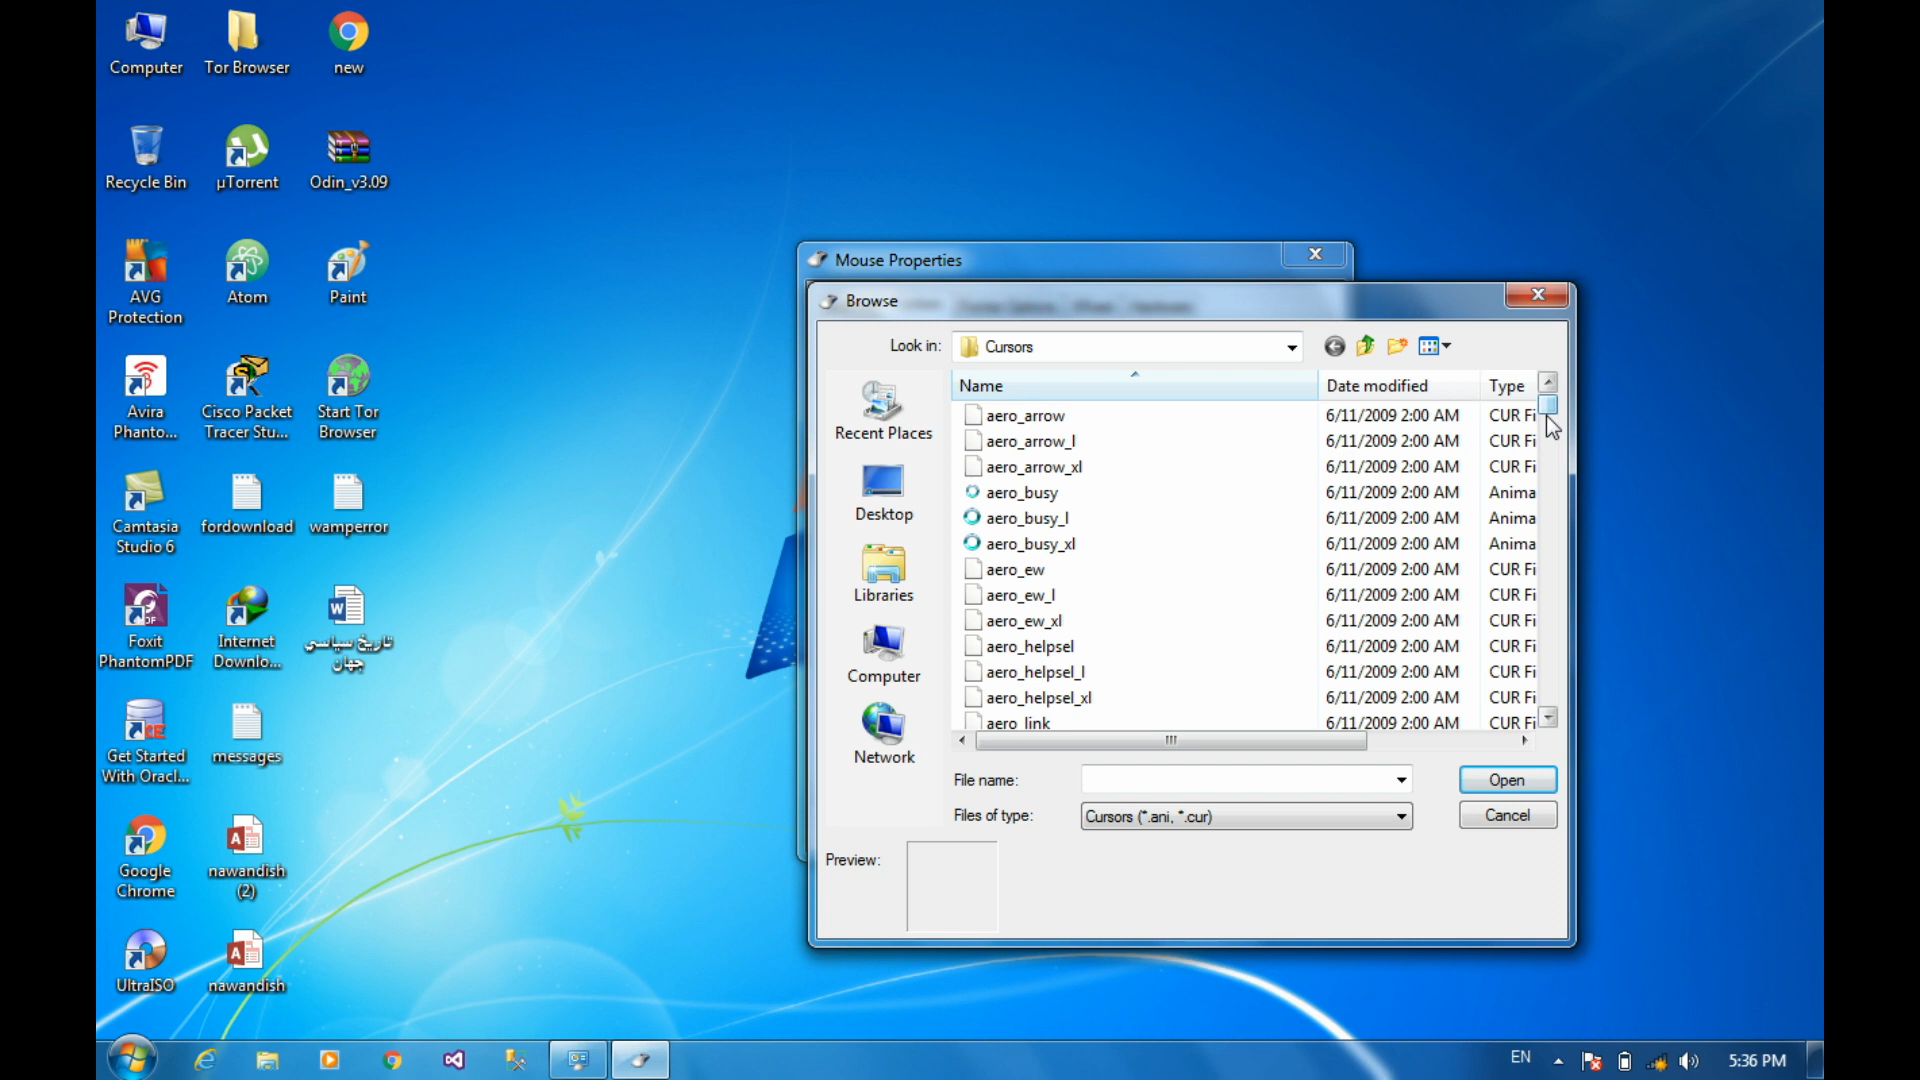 Computer
Tor Browser
new
Recycle Bin
µTorrent
Odin_v3.09
AVG
Protection
Atom
Paint
Avira
Phanto...
Cisco Packet
Tracer Stu...
Start Tor
Browser
Camtasia
Studio 6
fordownload
wamperror
Foxit
PhantomPDF
Internet
Downlo...
تاریخ سیاسي
جهان
Get Started
With Oracl...
messages
Google
Chrome
nawandish
(2)
UltraISO
nawandish
Mouse Properties
Browse
Look in:
Cursors
Recent Places
Desktop
Libraries
Computer
Network
Name Date modified Type
aero_arrow 6/11/2009 2:00 AM CUR Fi
aero_arrow_l 6/11/2009 2:00 AM CUR Fi
aero_arrow_xl 6/11/2009 2:00 AM CUR Fi
aero_busy 6/11/2009 2:00 AM Anima
aero_busy_l 6/11/2009 2:00 AM Anima
aero_busy_xl 6/11/2009 2:00 AM Anima
aero_ew 6/11/2009 2:00 AM CUR Fi
aero_ew_l 6/11/2009 2:00 AM CUR Fi
aero_ew_xl 6/11/2009 2:00 AM CUR Fi
aero_helpsel 6/11/2009 2:00 AM CUR Fi
aero_helpsel_l 6/11/2009 2:00 AM CUR Fi
aero_helpsel_xl 6/11/2009 2:00 AM CUR Fi
aero_link 6/11/2009 2:00 AM CUR Fi
File name:
Open
Files of type:
Cursors (*.ani, *.cur)
Cancel
Preview:
EN
5:36 PM